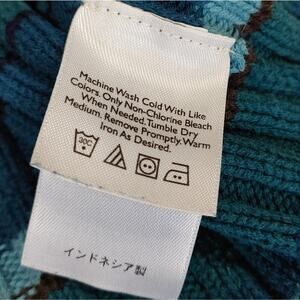 Machine Wash Cold With Like
Colors. Only Non-Chlorine Bleach
When Needed. Tumble Dry
Medium. Remove Promptly. Warm
Iron As Desired.
30C
インドネシア製